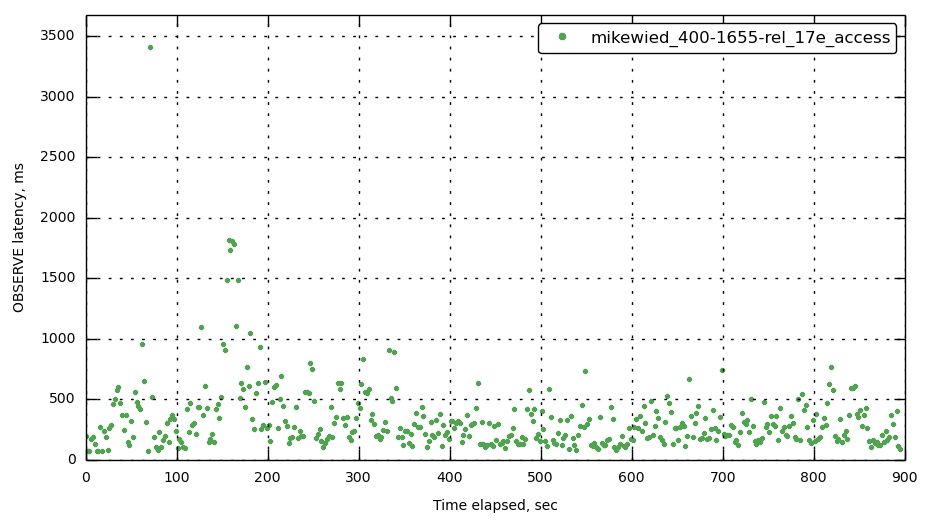 mikewied_400-1655-rel_17e_access
OBSERVE latency, ms
3500
3000
2500
2000
1500
1000
500
0
0 100 200 300 400 500 600 700 800 900
Time elapsed, sec